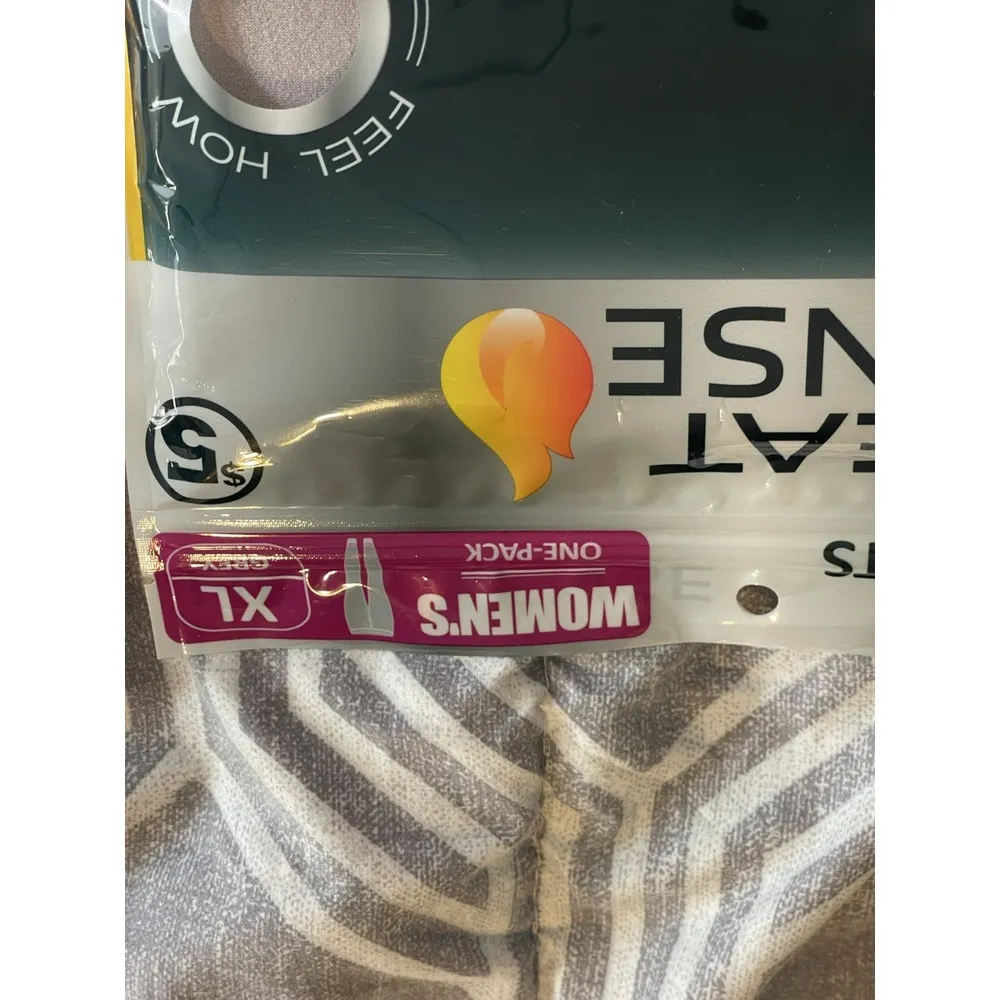 WOMEN'S
ONE-PACK
XL
GREY
TS
$5
EAT
NSE
FEEL HOW